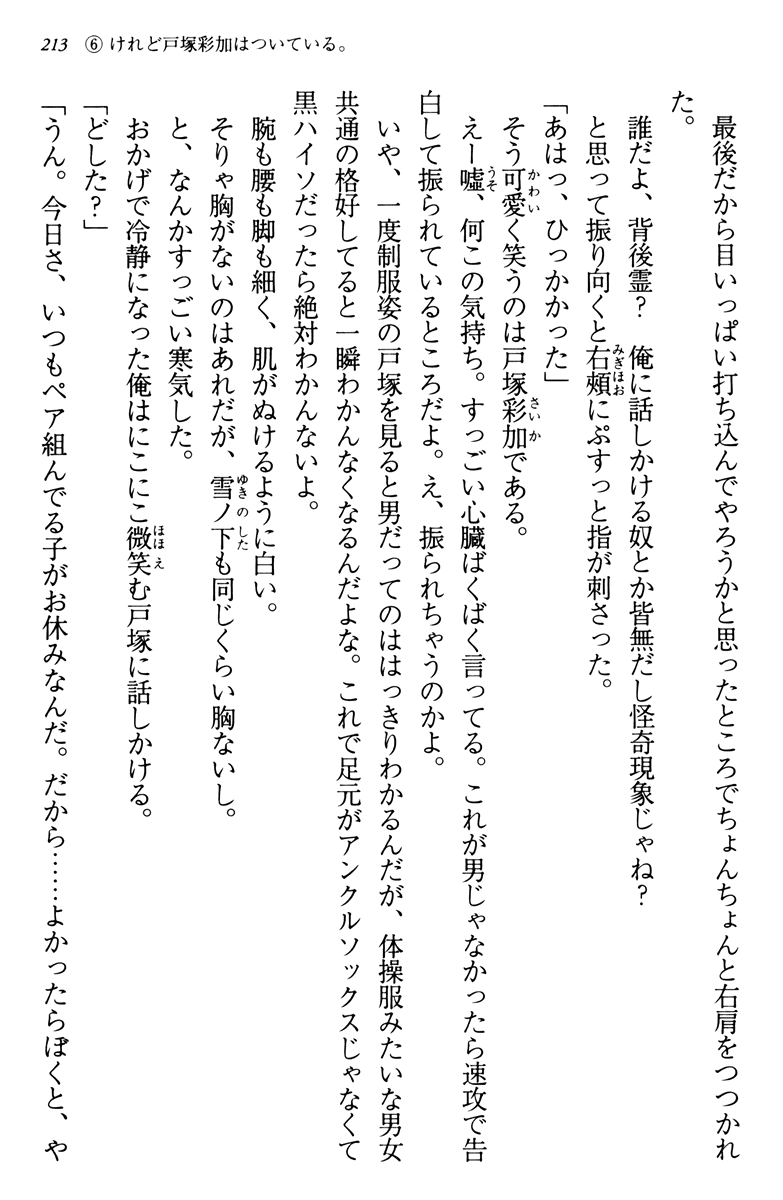 213 ⑥ けれど戸塚彩加はついている。
　最後だから目いっぱい打ち込んでやろうかと思ったところでちょんちょんと右肩をつつかれ
た。
　誰だよ、背後霊？　俺に話しかける奴とか皆無だし怪奇現象じゃね？
　と思って振り向くと右頰にぷすっと指が刺さった。
「あはっ、ひっかかった」
　そう可愛く笑うのは戸塚彩加である。
　えー嘘、何この気持ち。すっごい心臓ばくばく言ってる。これが男じゃなかったら速攻で告
白して振られているところだよ。え、振られちゃうのかよ。
　いや、一度制服姿の戸塚を見ると男だってのははっきりわかるんだが、体操服みたいな男女
共通の格好してると一瞬わかんなくなるんだよな。これで足元がアンクルソックスじゃなくて
黒ハイソだったら絶対わかんないよ。
　腕も腰も脚も細く、肌がぬけるように白い。
　そりゃ胸がないのはあれだが、雪ノ下も同じくらい胸ないし。
　と、なんかすっごい寒気した。
　おかげで冷静になった俺はにこにこ微笑む戸塚に話しかける。
「どした？」
「うん。今日さ、いつもペア組んでる子がお休みなんだ。だから……よかったらぼくと、や